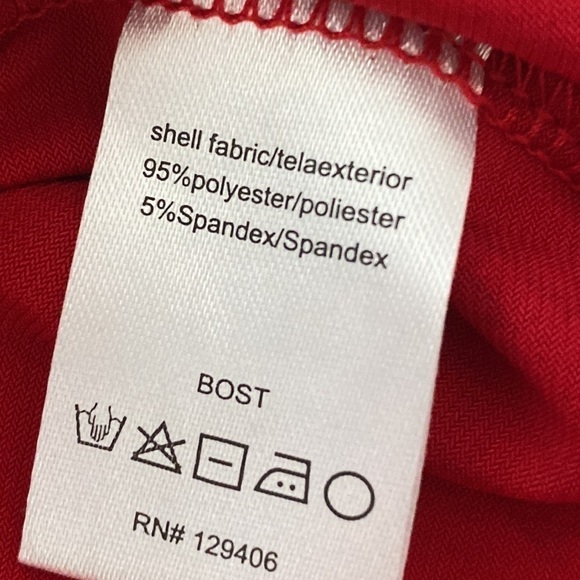 shell fabric/telaexterior
95%polyester/poliester
5%Spandex/Spandex
BOST
RN# 129406